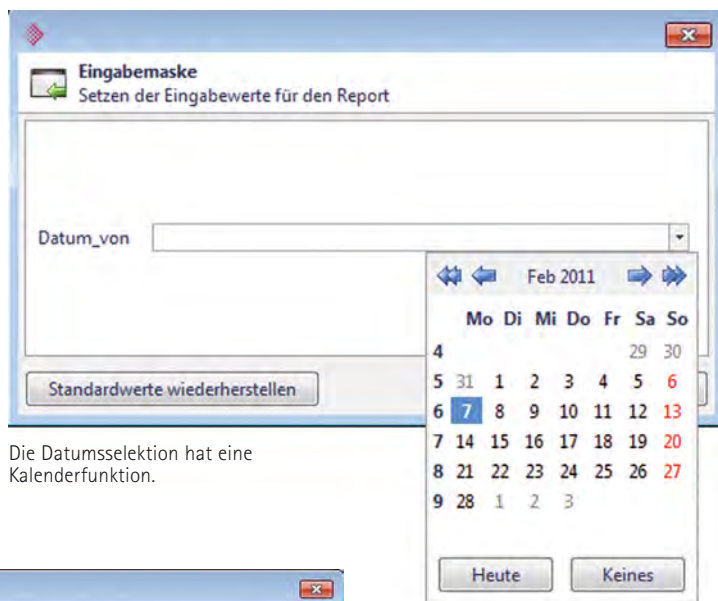 Eingabemaske
Setzen der Eingabewerte für den Report
Datum_von
Feb 2011
Mo Di Mi Do Fr Sa So
4 29 30
5 31 1 2 3 4 5 6
6 7 8 9 10 11 12 13
7 14 15 16 17 18 19 20
8 21 22 23 24 25 26 27
9 28 1 2 3
Heute Keines
Standardwerte wiederherstellen
Die Datumsselektion hat eine
Kalenderfunktion.